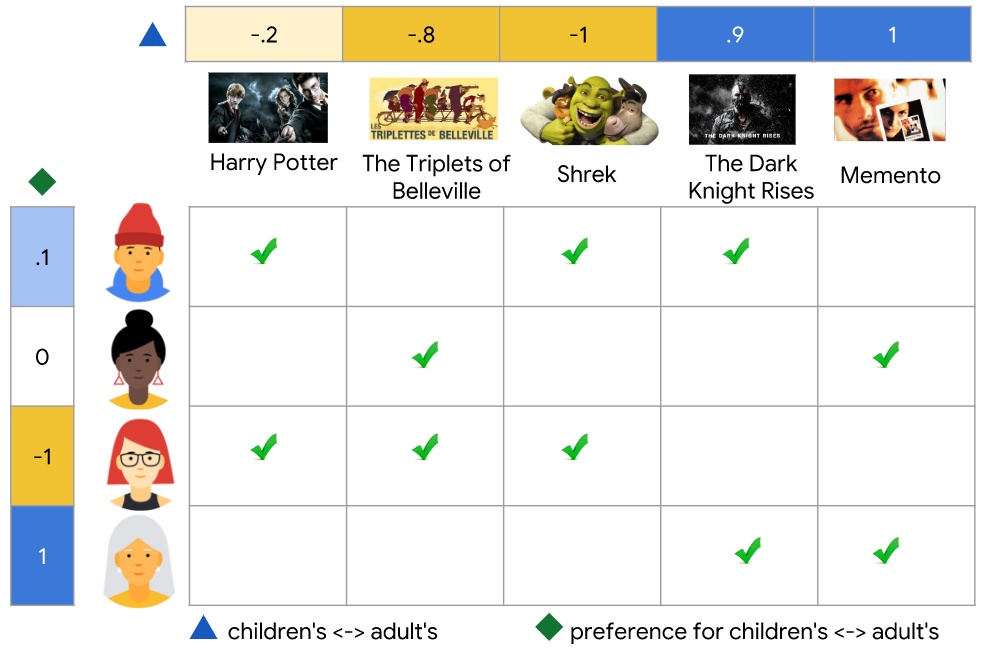 -.2 -.8 -1 .9 1
LES
TRIPLETTES DE BELLEVILLE
THE DARK KNIGHT RISES
Harry Potter
The Triplets of
Belleville
Shrek
The Dark
Knight Rises
Memento
.1
0
-1
1
children's <-> adult's
preference for children's <-> adult's